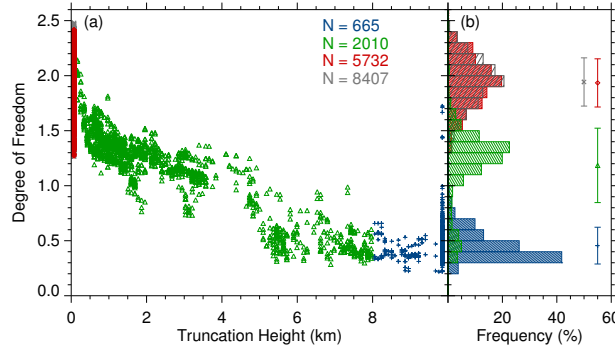 (a)
(b)
N = 665
N = 2010
N = 5732
N = 8407
Degree of Freedom
2.5
2.0
1.5
1.0
0.5
0.0
0 2 4 6 8
0 20 40 60
Truncation Height (km)
Frequency (%)